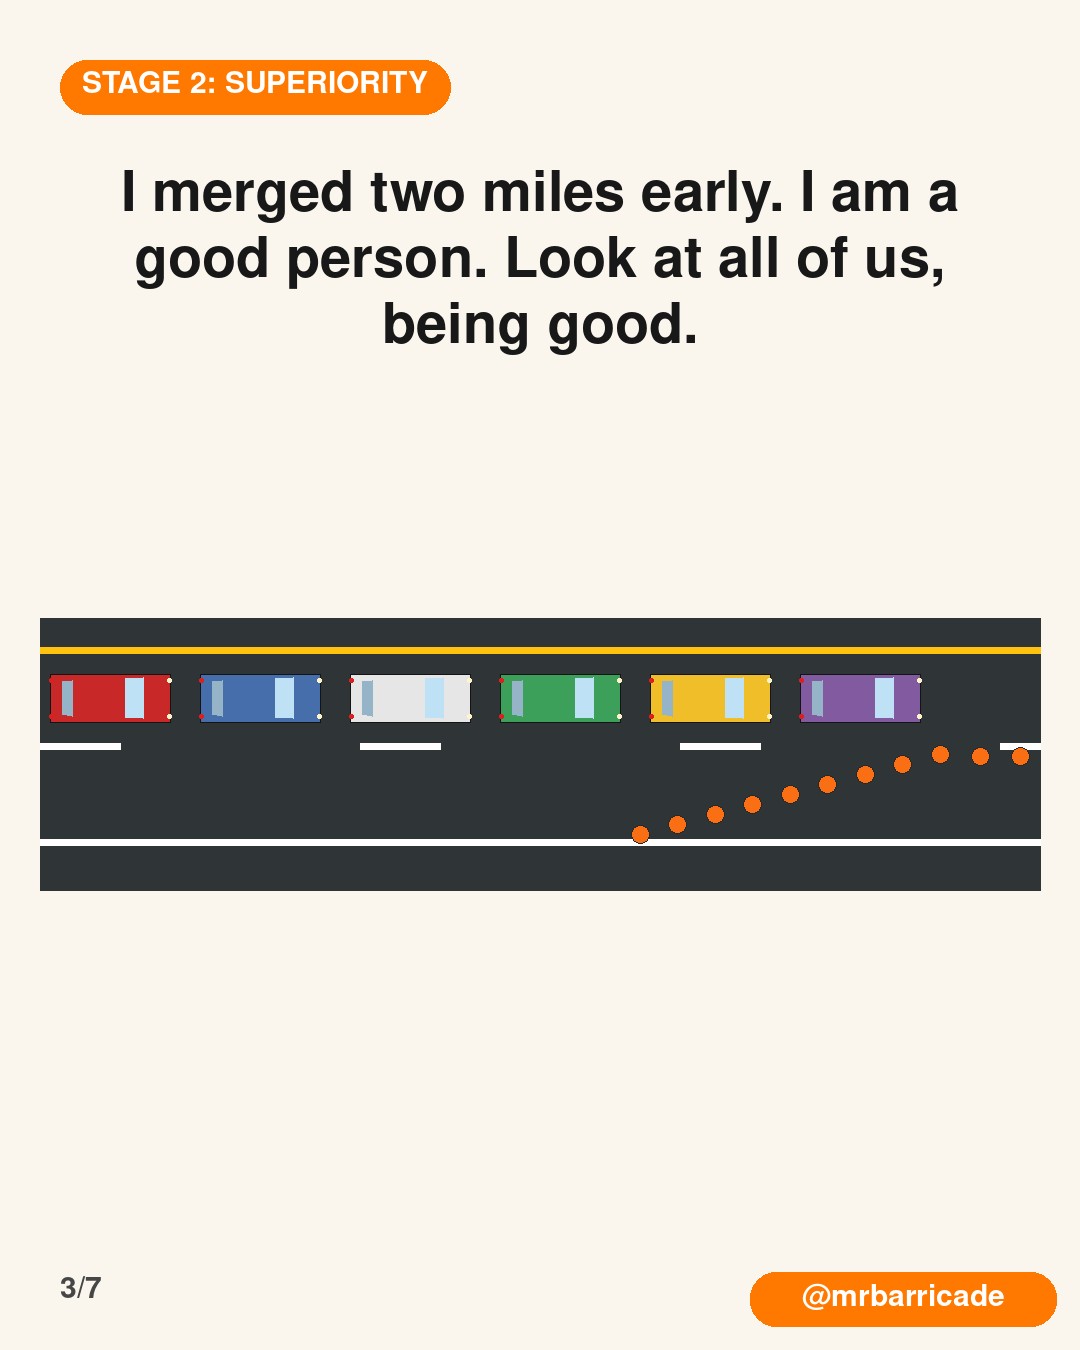 STAGE 2: SUPERIORITY
I merged two miles early. I am a
good person. Look at all of us,
being good.
3/7
@mrbarricade